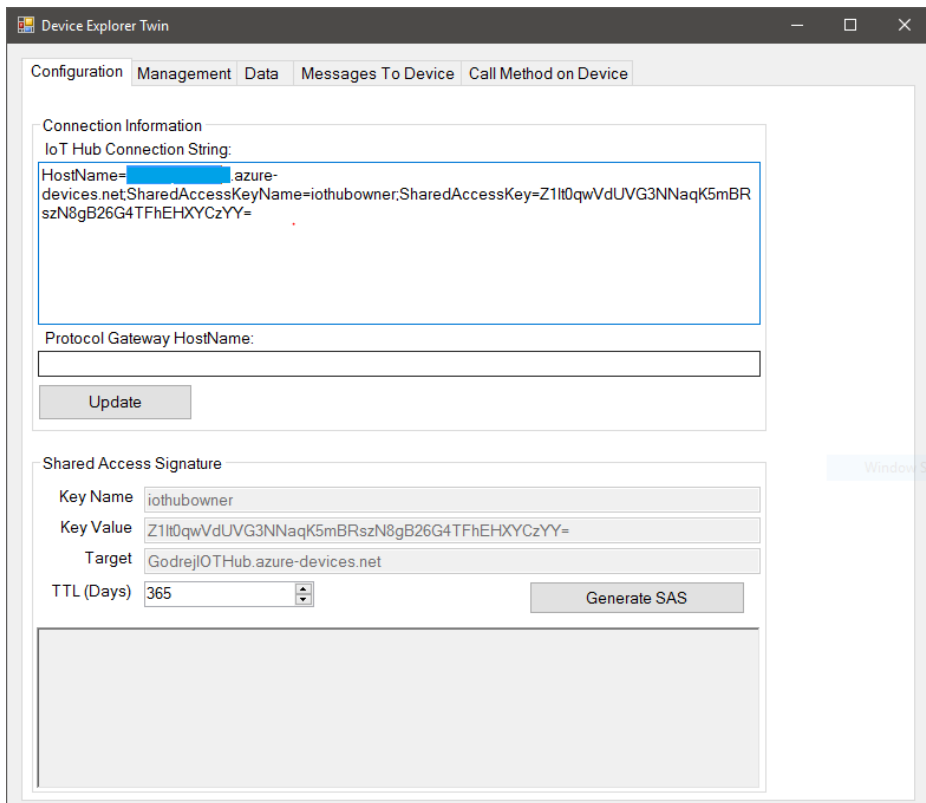 Device Explorer Twin
Configuration Management Data Messages To Device Call Method on Device
Connection Information
IoT Hub Connection String:
HostName= .azure-
devices.net;SharedAccessKeyName=iothubowner;SharedAccessKey=Z1lt0qwVdUVG3NNaqK5mBR
szN8gB26G4TFhEHXYCzYY=
Protocol Gateway HostName:
Update
Shared Access Signature
Window S
Key Name iothubowner
Key Value Z1lt0qwVdUVG3NNaqK5mBRszN8gB26G4TFhEHXYCzYY=
Target GodrejIOTHub.azure-devices.net
TTL (Days) 365 Generate SAS